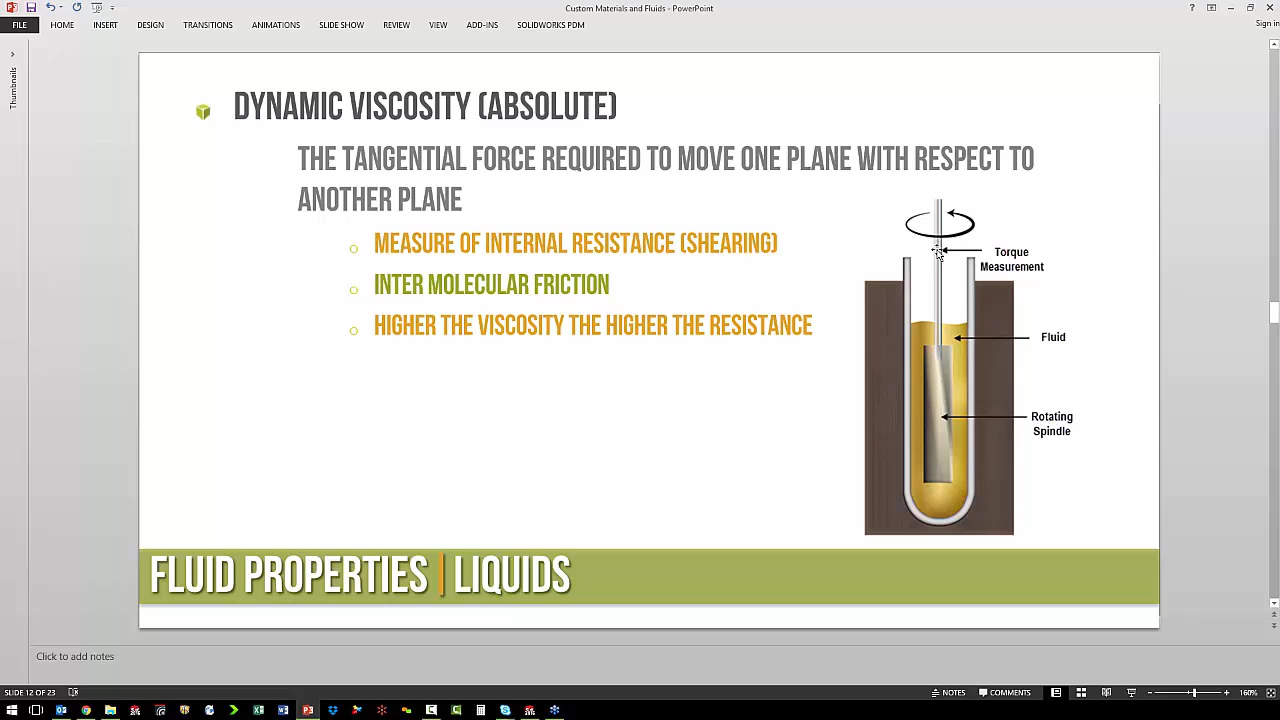 Custom Materials and Fluids - PowerPoint
?
Sign in
FILE HOME INSERT DESIGN TRANSITIONS ANIMATIONS SLIDE SHOW REVIEW VIEW ADD-INS SOLIDWORKS PDM
Thumbnails
DYNAMIC VISCOSITY (ABSOLUTE)
THE TANGENTIAL FORCE REQUIRED TO MOVE ONE PLANE WITH RESPECT TO
ANOTHER PLANE
MEASURE OF INTERNAL RESISTANCE (SHEARING)
INTER MOLECULAR FRICTION
HIGHER THE VISCOSITY THE HIGHER THE RESISTANCE
Torque
Measurement
Fluid
Rotating
Spindle
FLUID PROPERTIES | LIQUIDS
Click to add notes
SLIDE 12 OF 23 NOTES COMMENTS 160%